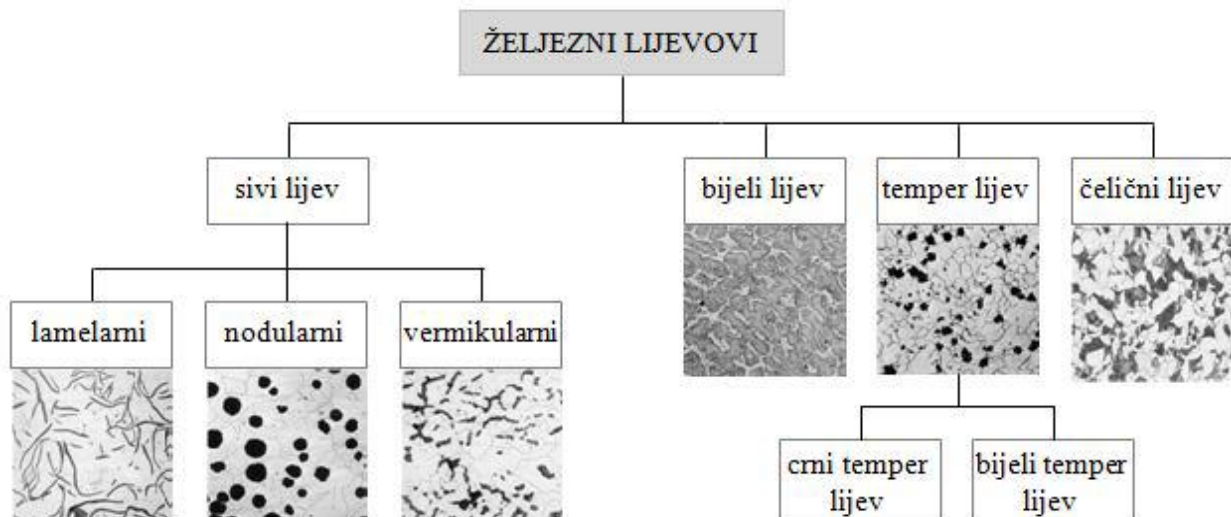 ŽELJEZNI LIJEVOVI
sivi lijev
bijeli lijev
temper lijev
čelični lijev
lamelarni
nodularni
vermikularni
crni temper
lijev
bijeli temper
lijev